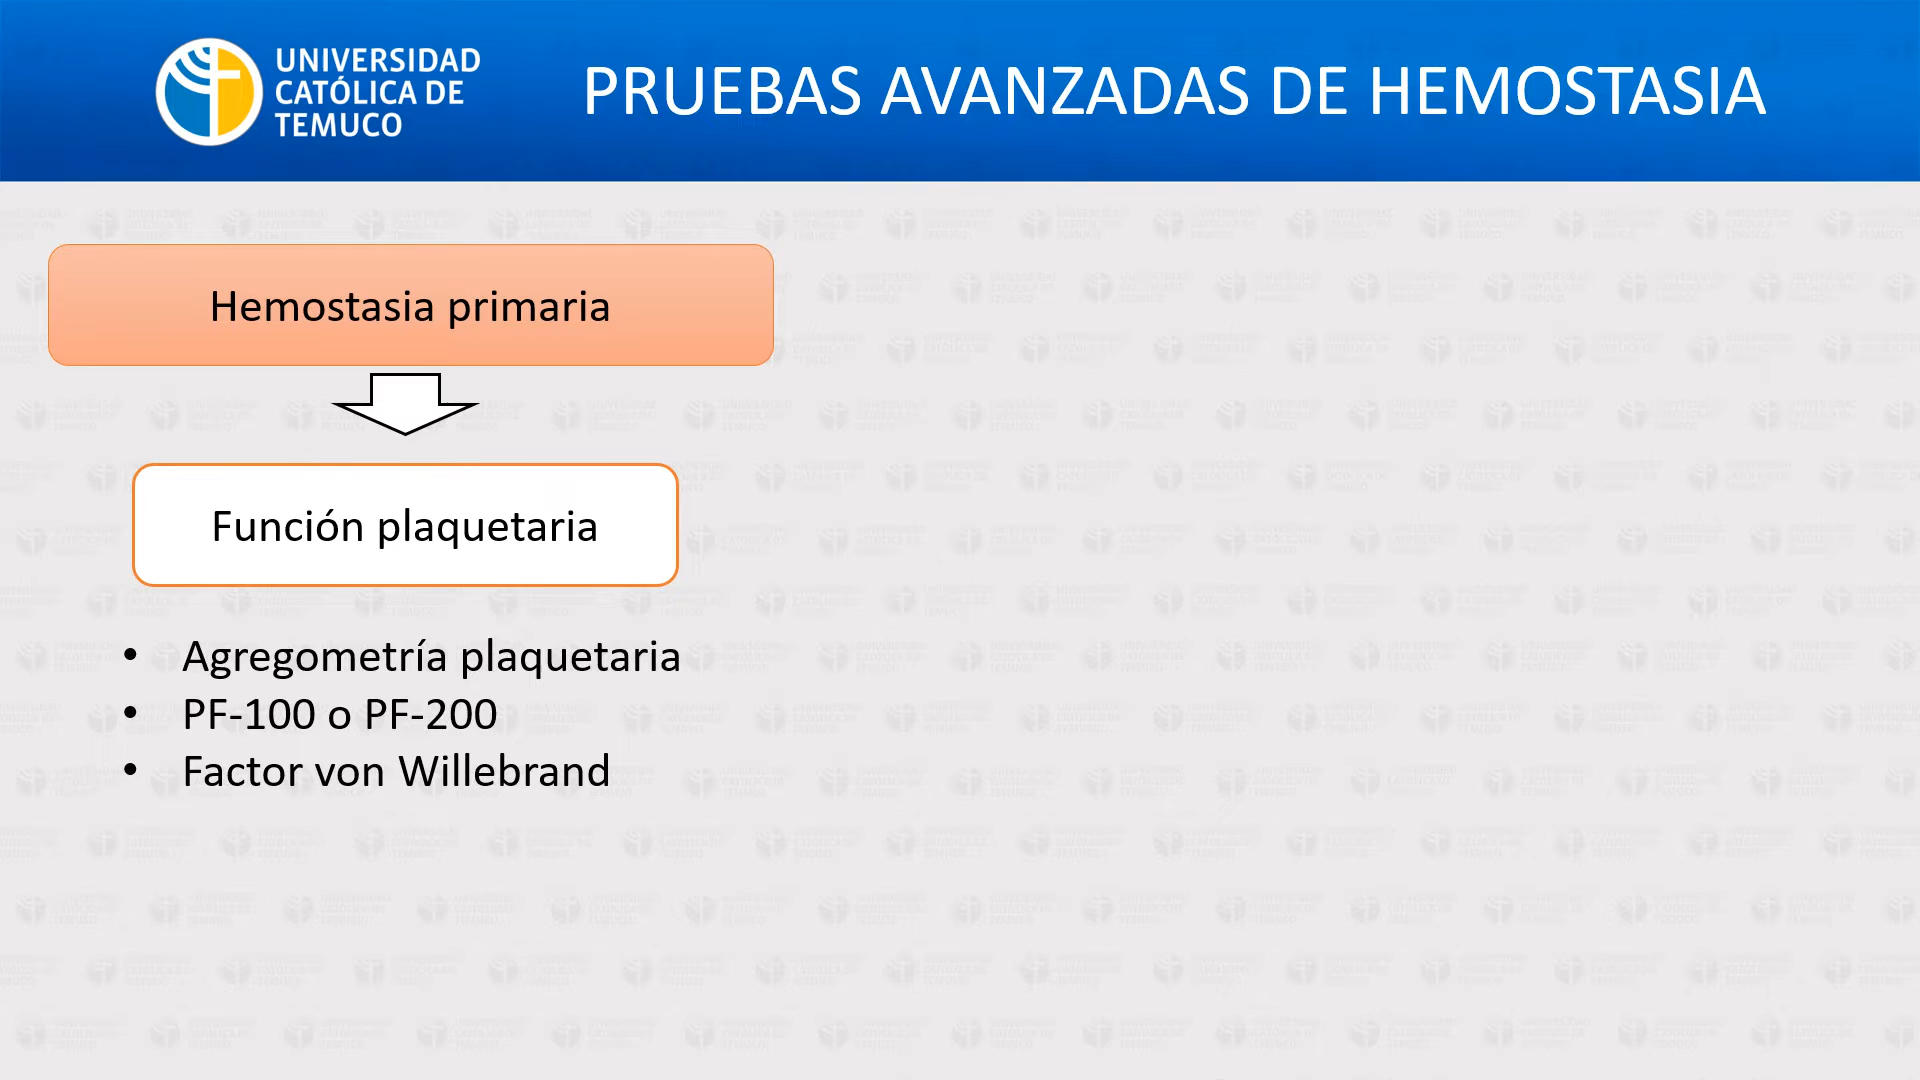 UNIVERSIDAD
CATÓLICA DE
TEMUCO
PRUEBAS AVANZADAS DE HEMOSTASIA
Hemostasia primaria
Función plaquetaria
• Agregometría plaquetaria
• PF-100 o PF-200
• Factor von Willebrand